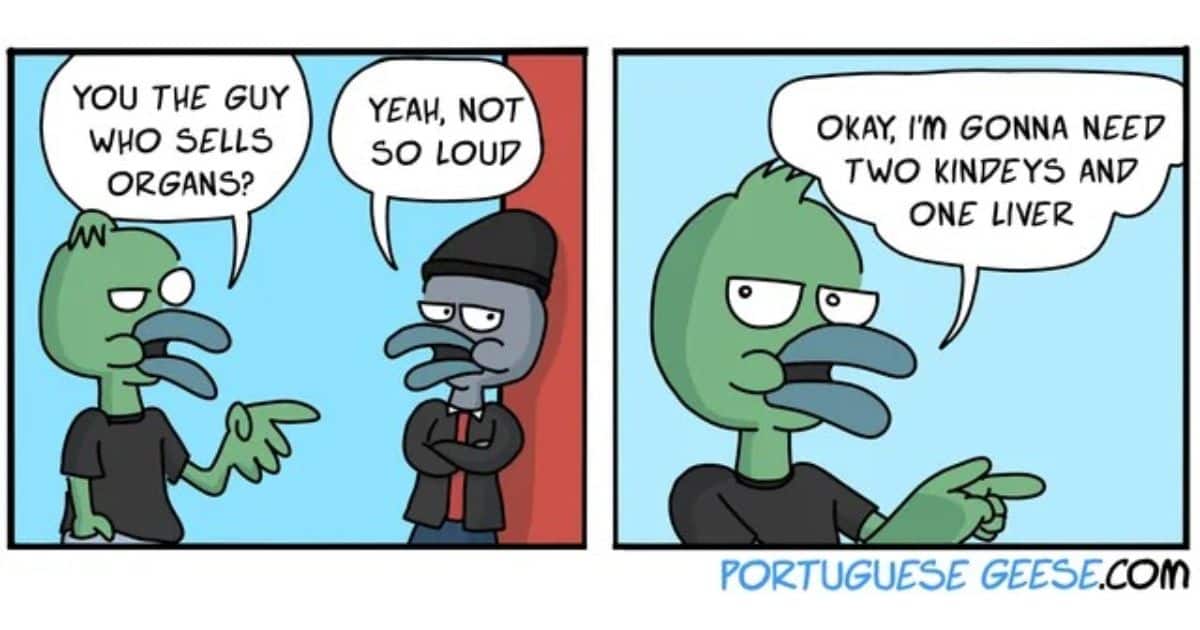 YOU THE GUY
WHO SELLS
ORGANS?
YEAH, NOT
SO LOUD
OKAY, I'M GONNA NEED
TWO KINDEYS AND
ONE LIVER
PORTUGUESE GEESE.COM